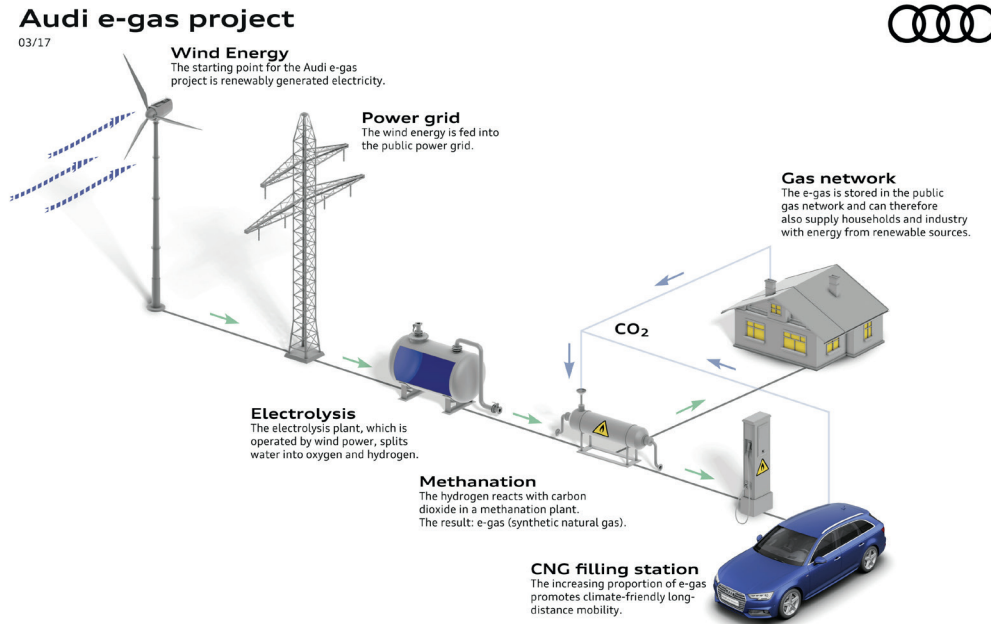 Audi e-gas project
03/17
Wind Energy
The starting point for the Audi e-gas
project is renewably generated electricity.
Power grid
The wind energy is fed into
the public power grid.
Gas network
The e-gas is stored in the public
gas network and can therefore
also supply households and industry
with energy from renewable sources.
CO₂
Electrolysis
The electrolysis plant, which is
operated by wind power, splits
water into oxygen and hydrogen.
Methanation
The hydrogen reacts with carbon
dioxide in a methanation plant.
The result: e-gas (synthetic natural gas).
CNG filling station
The increasing proportion of e-gas
promotes climate-friendly long-
distance mobility.